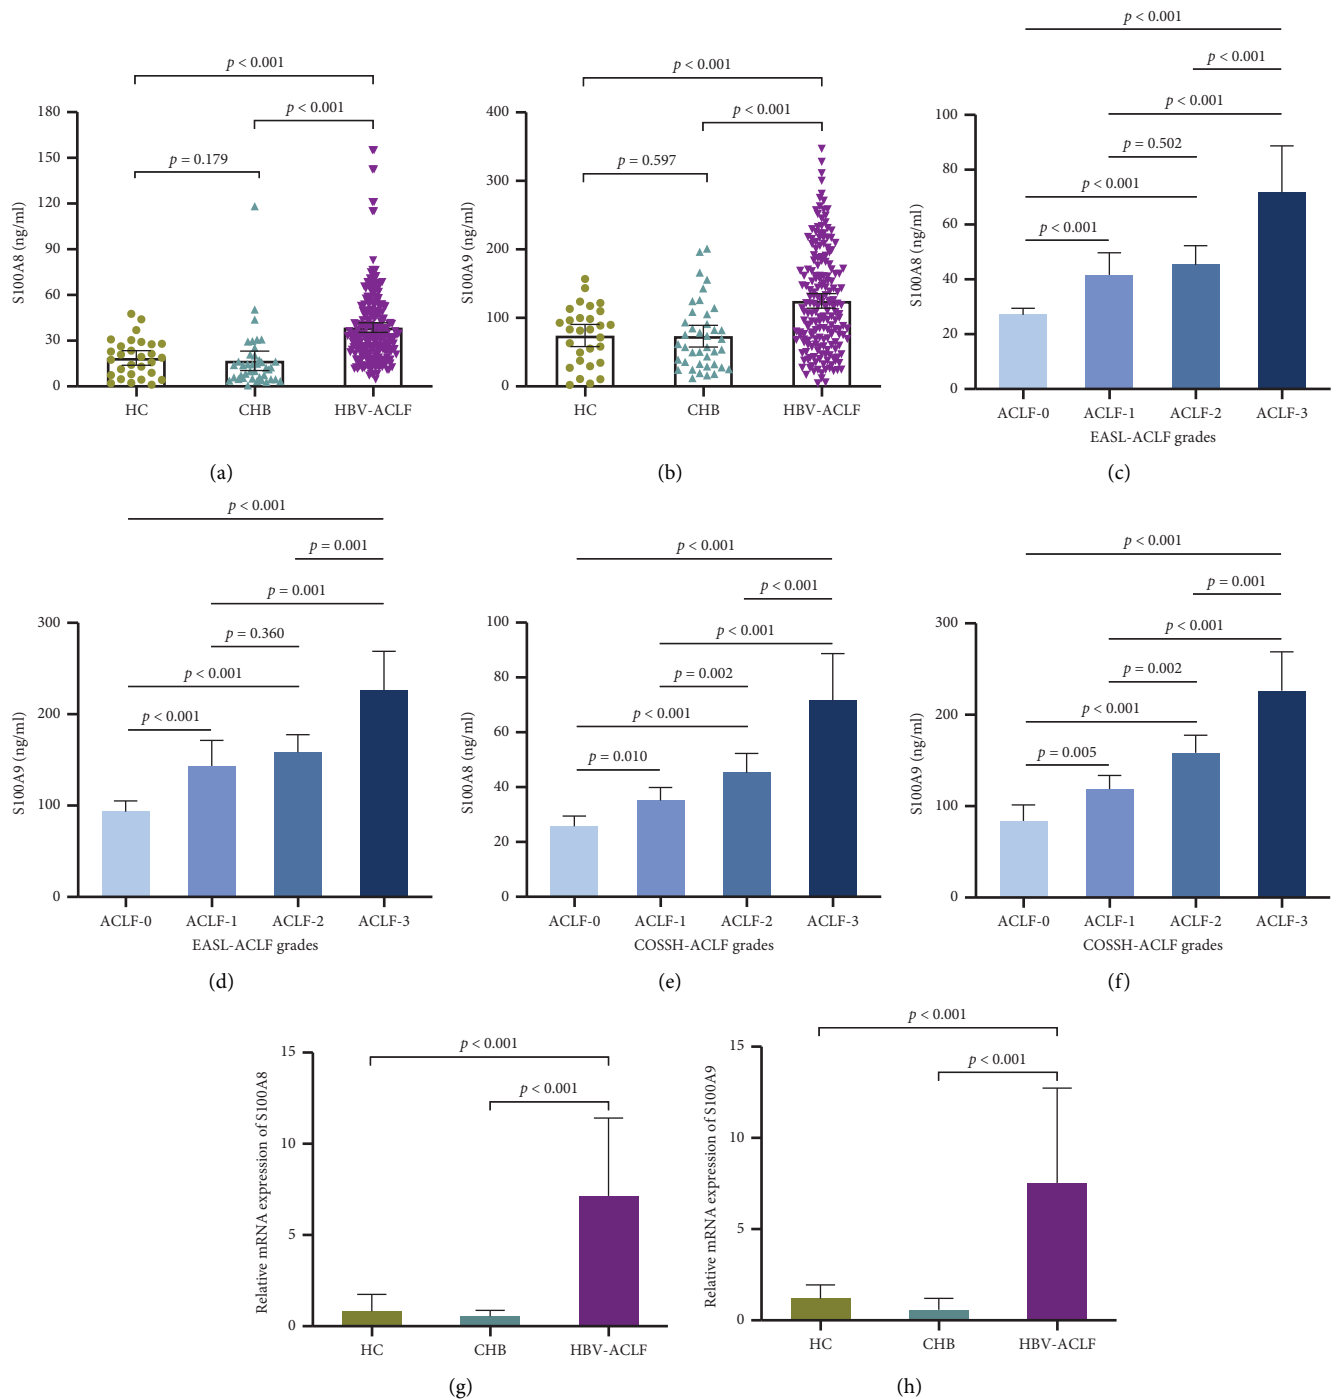 p < 0.001
p < 0.001
p = 0.179
180
150
120
90
60
30
0
S100A8 (ng/ml)
HC
CHB
HBV-ACLF
(a)
p < 0.001
p < 0.001
p = 0.597
400
300
200
100
0
S100A9 (ng/ml)
HC
CHB
HBV-ACLF
(b)
p < 0.001
p < 0.001
p < 0.001
p = 0.502
p < 0.001
p < 0.001
100
80
60
40
20
0
S100A8 (ng/ml)
ACLF-0
ACLF-1
ACLF-2
ACLF-3
EASL-ACLF grades
(c)
p < 0.001
p = 0.001
p = 0.001
p = 0.360
p < 0.001
p < 0.001
300
200
100
0
S100A9 (ng/ml)
ACLF-0
ACLF-1
ACLF-2
ACLF-3
EASL-ACLF grades
(d)
p < 0.001
p < 0.001
p < 0.001
p = 0.002
p < 0.001
p = 0.010
100
80
60
40
20
0
S100A8 (ng/ml)
ACLF-0
ACLF-1
ACLF-2
ACLF-3
COSSH-ACLF grades
(e)
p < 0.001
p = 0.001
p < 0.001
p = 0.002
p < 0.001
p = 0.005
300
200
100
0
S100A9 (ng/ml)
ACLF-0
ACLF-1
ACLF-2
ACLF-3
COSSH-ACLF grades
(f)
p < 0.001
p < 0.001
15
10
5
0
Relative mRNA expression of S100A8
HC
CHB
HBV-ACLF
(g)
p < 0.001
p < 0.001
15
10
5
0
Relative mRNA expression of S100A9
HC
CHB
HBV-ACLF
(h)